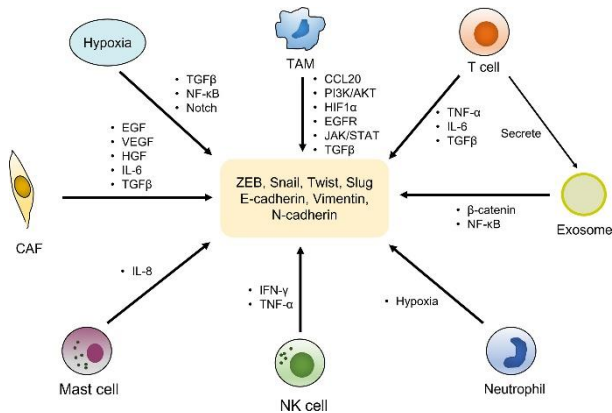 Hypoxia
• TGFβ
• NF-κB
• Notch
TAM
• CCL20
• PI3K/AKT
• HIF1α
• EGFR
• JAK/STAT
• TGFβ
T cell
• TNF-α
• IL-6
• TGFβ
Secrete
CAF
• EGF
• VEGF
• HGF
• IL-6
• TGFβ
ZEB, Snail, Twist, Slug
E-cadherin, Vimentin,
N-cadherin
• β-catenin
• NF-κB
Exosome
• IL-8
Mast cell
• IFN-γ
• TNF-α
NK cell
• Hypoxia
Neutrophil